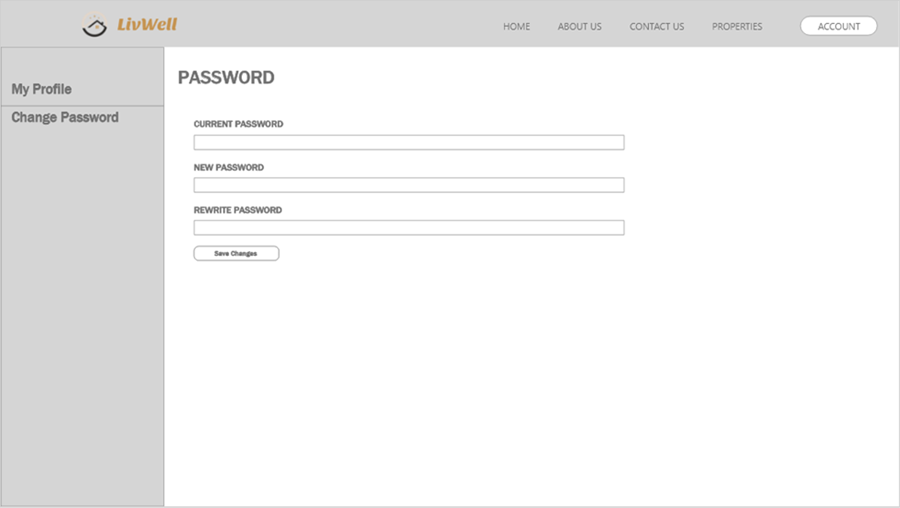 LivWell
HOME ABOUT US CONTACT US PROPERTIES ACCOUNT
My Profile
Change Password
PASSWORD
CURRENT PASSWORD
NEW PASSWORD
REWRITE PASSWORD
Save Changes